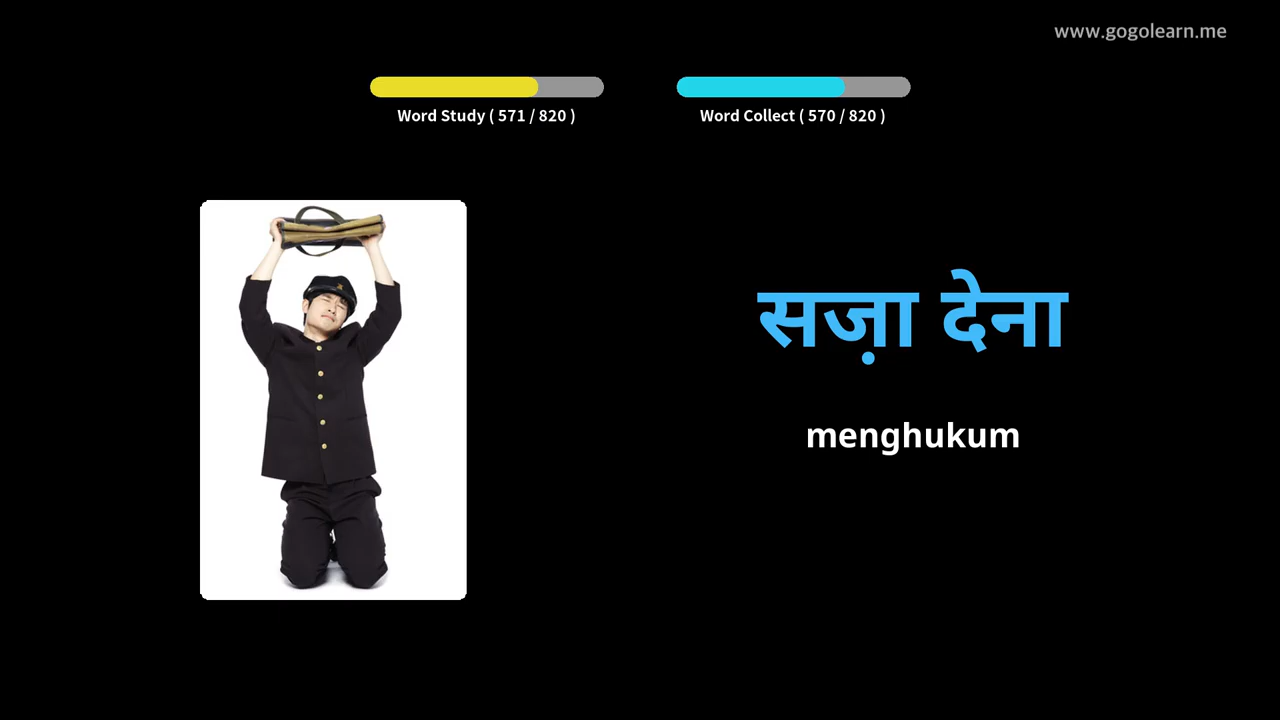 www.gogolearn.me
Word Study ( 571 / 820 )
Word Collect ( 570 / 820 )
सज़ा देना
menghukum